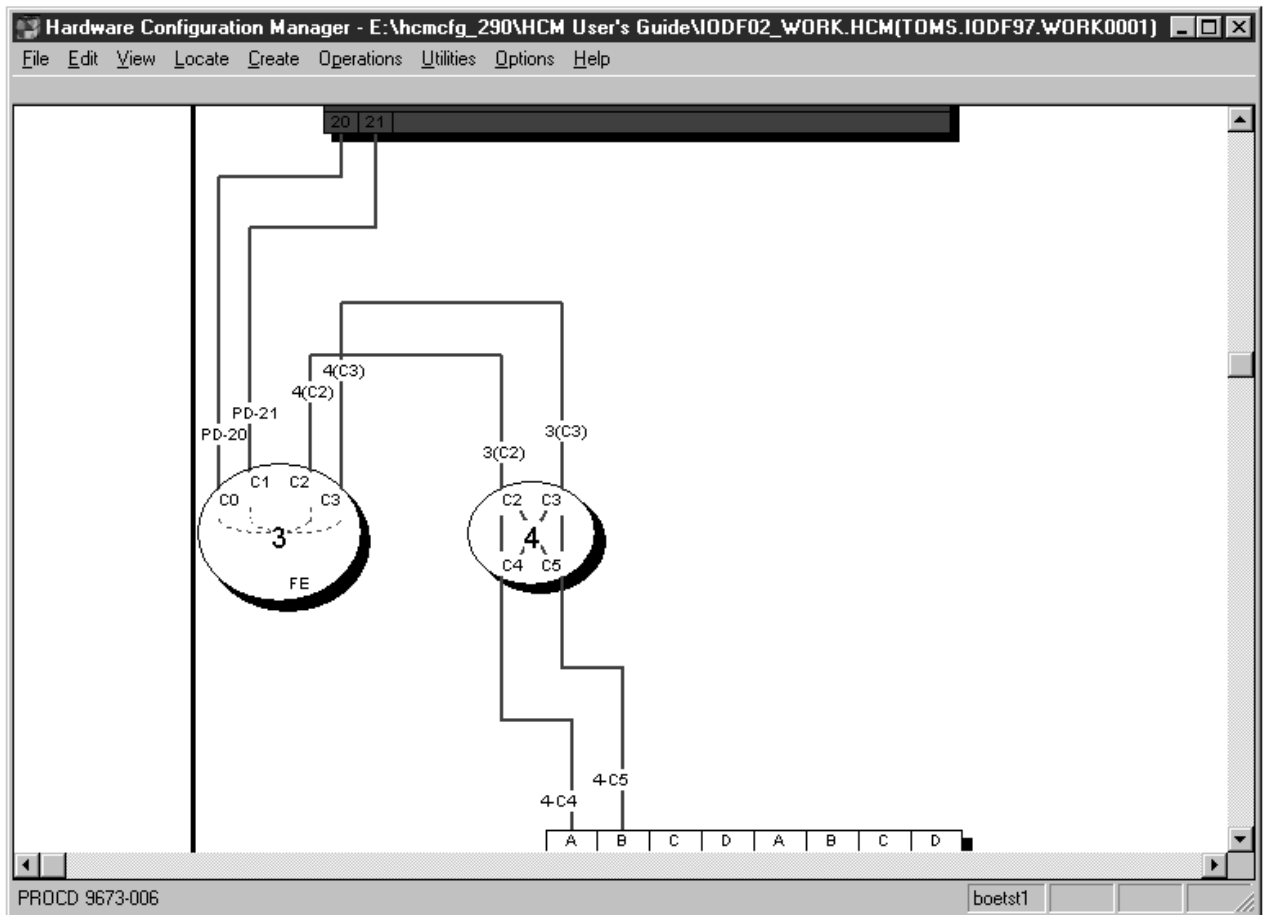 Hardware Configuration Manager - E:\hcmcfg_290\HCM User's Guide\IODF02_WORK.HCM(TOMS.IODF97.WORK0001)
File Edit View Locate Create Operations Utilities Options Help
20 21
4(C3)
4(C2)
PD-21
PD-20
3(C3)
3(C2)
C1 C2
C0 C3
3
FE
C2 C3
4
C4 C5
4-C5
4-C4
A B C D A B C D
PROCD 9673-006
boetst1